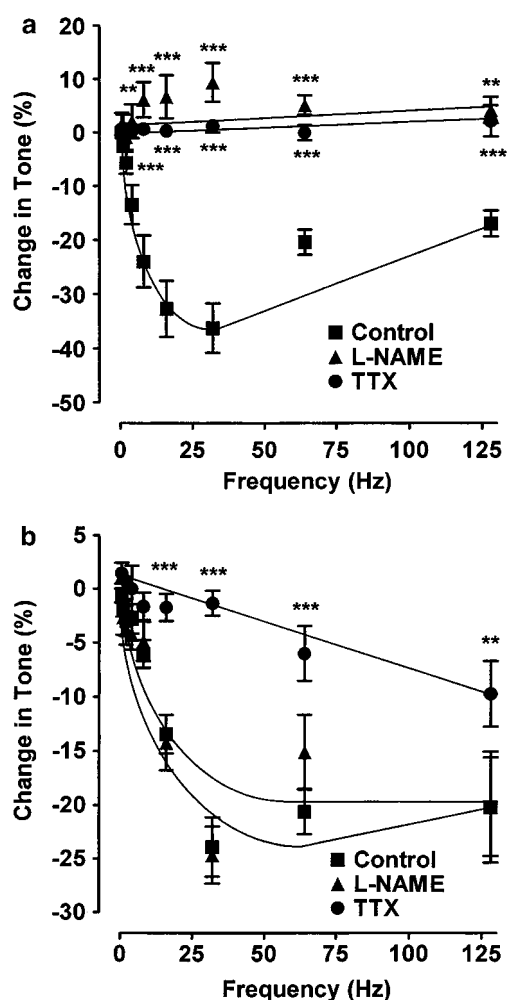 a
20
10
0
-10
-20
-30
-40
-50
Change in Tone (%)
***
***
***
***
**
**
***
***
***
***
***
Control
L-NAME
TTX
0 25 50 75 100 125
Frequency (Hz)
b
5
0
-5
-10
-15
-20
-25
-30
Change in Tone (%)
***
***
***
**
Control
L-NAME
TTX
0 25 50 75 100 125
Frequency (Hz)